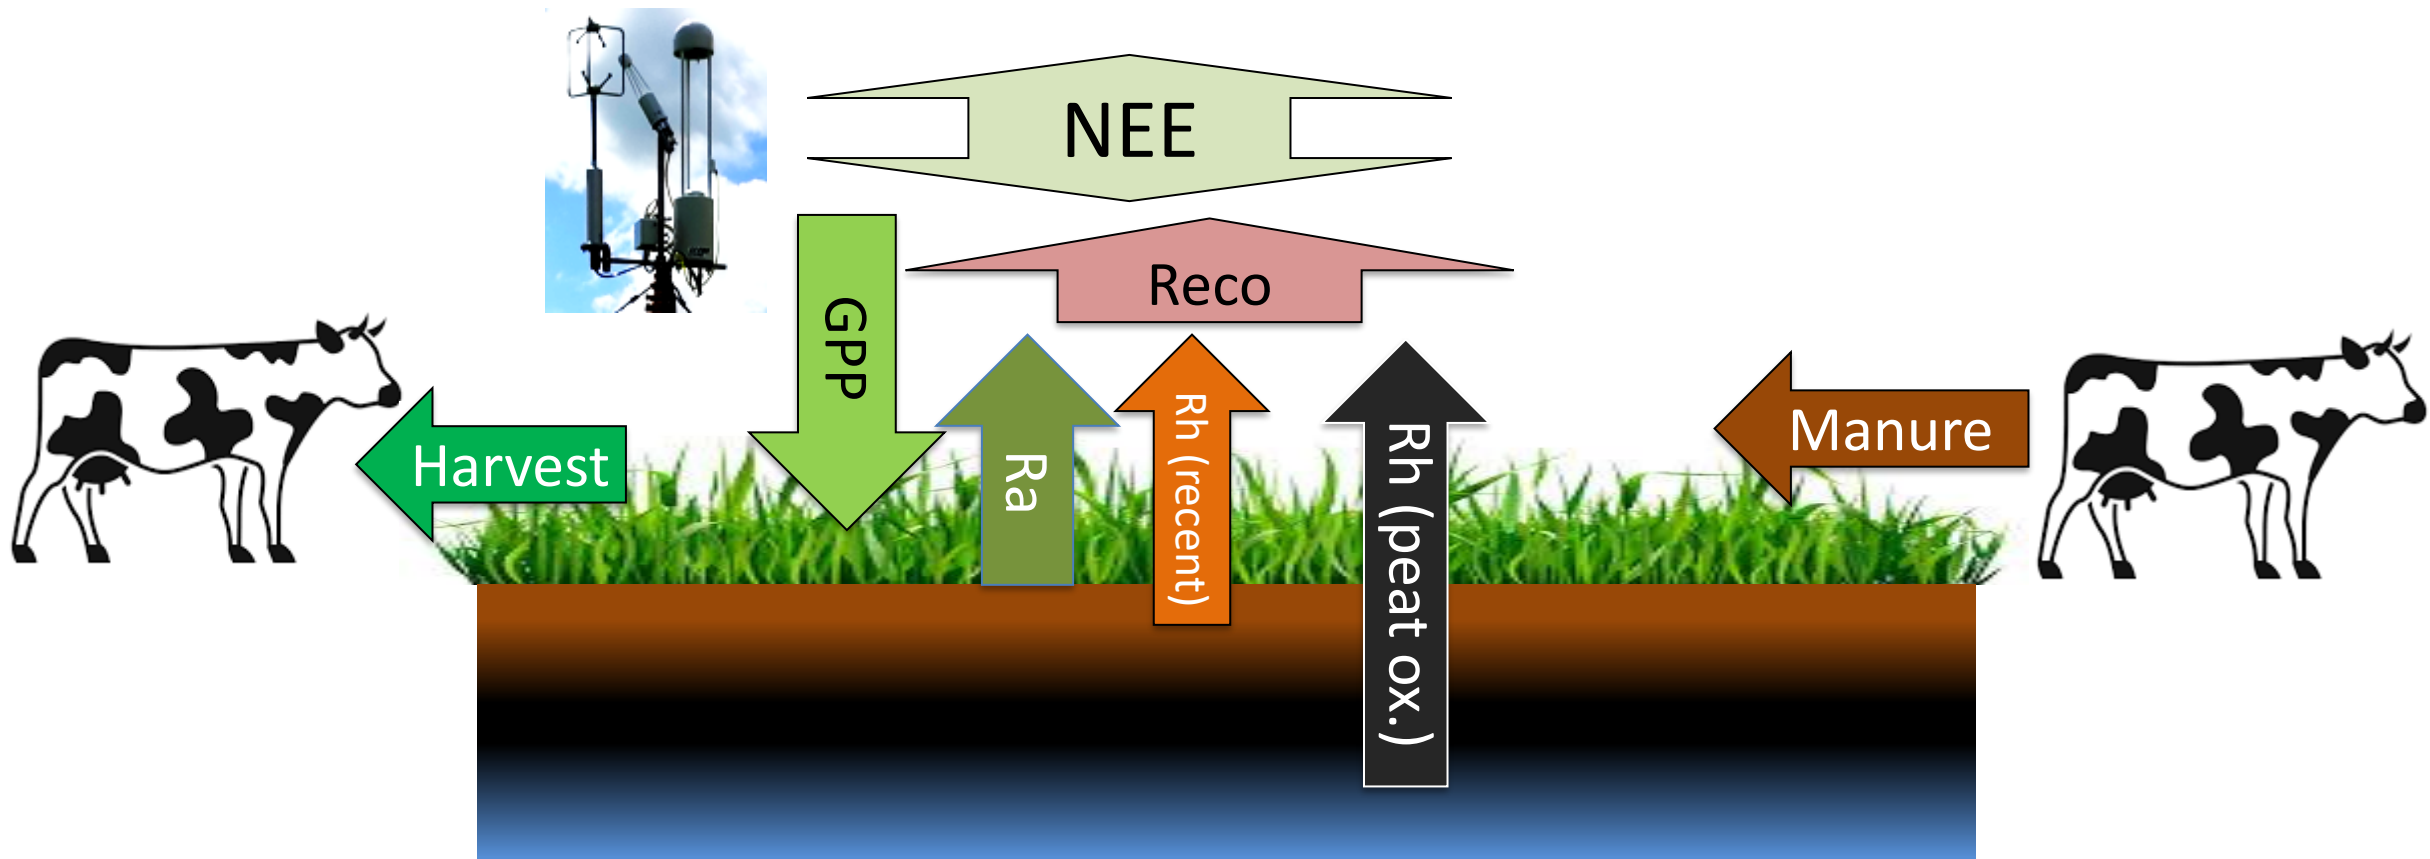 NEE
Reco
GPP
Harvest
Ra
Rh (recent)
Rh (peat ox.)
Manure